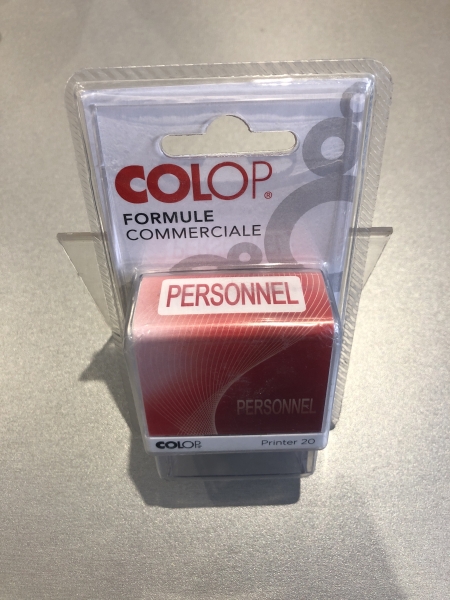 COLOP®
FORMULE
COMMERCIALE
PERSONNEL
PERSONNEL
COLOP®
Printer 20